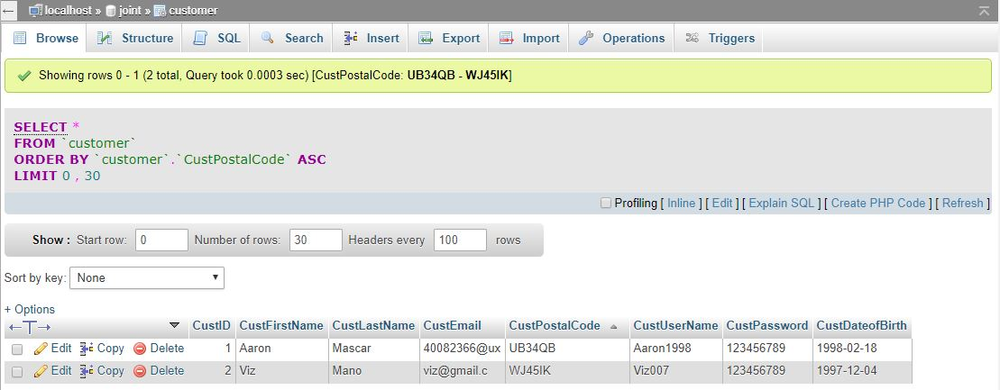 localhost » joint » customer
Browse Structure SQL Search Insert Export Import Operations Triggers
Showing rows 0 - 1 (2 total, Query took 0.0003 sec) [CustPostalCode: UB34QB - WJ45IK]
SELECT *
FROM `customer`
ORDER BY `customer`.`CustPostalCode` ASC
LIMIT 0 , 30
Profiling [ Inline ] [ Edit ] [ Explain SQL ] [ Create PHP Code ] [ Refresh ]
Show : Start row: 0 Number of rows: 30 Headers every 100 rows
Sort by key: None
+ Options
CustID CustFirstName CustLastName CustEmail CustPostalCode CustUserName CustPassword CustDateofBirth
Edit Copy Delete 1 Aaron Mascar 40082366@ux UB34QB Aaron1998 123456789 1998-02-18
Edit Copy Delete 2 Viz Mano viz@gmail.c WJ45IK Viz007 123456789 1997-12-04